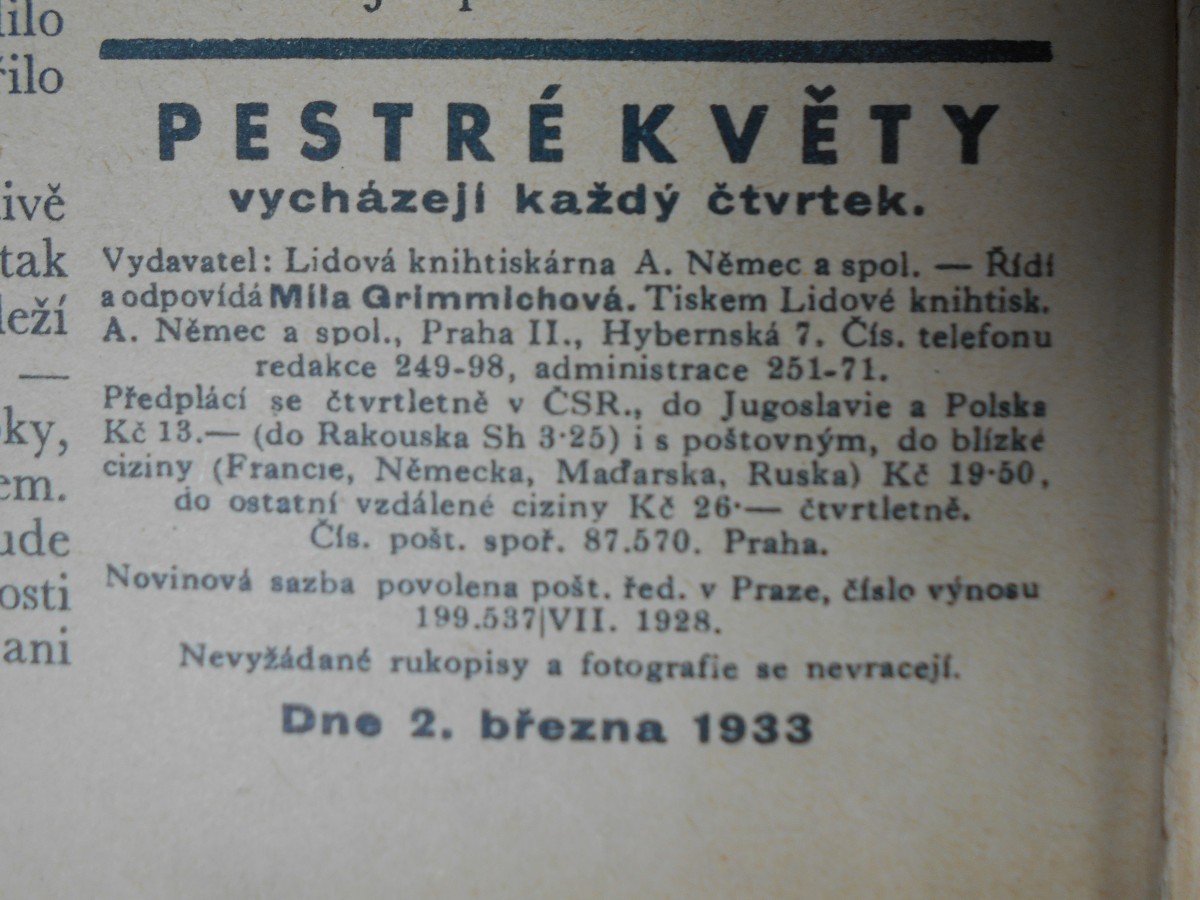 PESTRÉ KVĚTY
vycházejí každý čtvrtek.
Vydavatel: Lidová knihtiskárna A. Němec a spol. — Řídí
a odpovídá Míla Grimmichová. Tiskem Lidové knihtisk.
A. Němec a spol., Praha II., Hybernská 7. Čís. telefonu
redakce 249-98, administrace 251-71.
Předplácí se čtvrtletně v ČSR., do Jugoslavie a Polska
Kč 13.— (do Rakouska Sh 3·25) i s poštovným, do blízké
ciziny (Francie, Německa, Maďarska, Ruska) Kč 19·50,
do ostatní vzdálené ciziny Kč 26·— čtvrtletně.
Čís. pošt. spoř. 87.570. Praha.
Novinová sazba povolena pošt. řed. v Praze, číslo výnosu
199.537|VII. 1928.
Nevyžádané rukopisy a fotografie se nevracejí.
Dne 2. března 1933
tak
—
ani